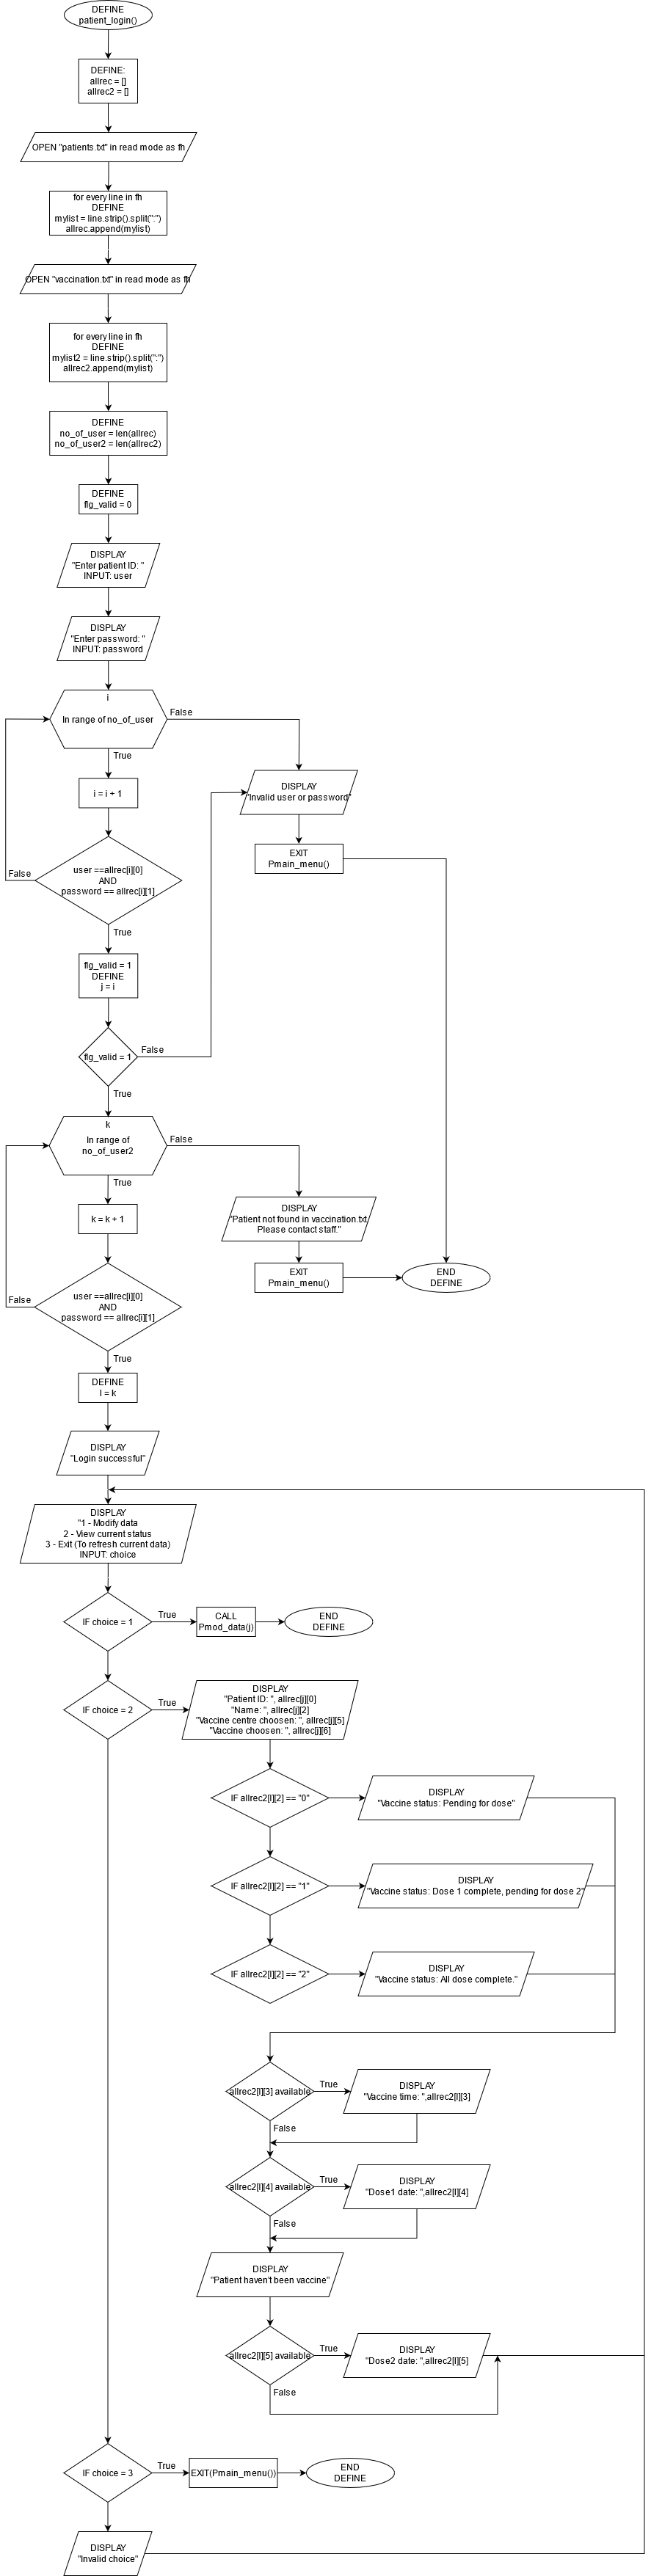 DEFINE
patient_login()
DEFINE:
allrec = []
allrec2 = []
OPEN "patients.txt" in read mode as fh
for every line in fh
DEFINE
mylist = line.strip().split(":")
allrec.append(mylist)
OPEN "vaccination.txt" in read mode as fh
for every line in fh
DEFINE
mylist2 = line.strip().split(":")
allrec2.append(mylist)
DEFINE
no_of_user = len(allrec)
no_of_user2 = len(allrec2)
DEFINE
flg_valid = 0
DISPLAY
"Enter patient ID: "
INPUT: user
DISPLAY
"Enter password: "
INPUT: password
i
In range of no_of_user
False
True
i = i + 1
DISPLAY
"Invalid user or password"
EXIT
Pmain_menu()
user ==allrec[i][0]
AND
password == allrec[i][1]
False
True
flg_valid = 1
DEFINE
j = i
flg_valid = 1
False
True
k
In range of
no_of_user2
False
True
k = k + 1
DISPLAY
"Patient not found in vaccination.txt,
Please contact staff."
EXIT
Pmain_menu()
END
DEFINE
user ==allrec[i][0]
AND
password == allrec[i][1]
False
True
DEFINE
l = k
DISPLAY
"Login successful"
DISPLAY
"1 - Modify data
2 - View current status
3 - Exit (To refresh current data)
INPUT: choice
IF choice = 1
True
CALL
Pmod_data(j)
END
DEFINE
IF choice = 2
True
DISPLAY
"Patient ID: ", allrec[j][0]
"Name: ", allrec[j][2]
"Vaccine centre choosen: ", allrec[j][5]
"Vaccine choosen: ", allrec[j][6]
IF allrec2[l][2] == "0"
DISPLAY
"Vaccine status: Pending for dose"
IF allrec2[l][2] == "1"
DISPLAY
"Vaccine status: Dose 1 complete, pending for dose 2"
IF allrec2[l][2] == "2"
DISPLAY
"Vaccine status: All dose complete."
allrec2[l][3] available
True
DISPLAY
"Vaccine time: ",allrec2[l][3]
False
allrec2[l][4] available
True
DISPLAY
"Dose1 date: ",allrec2[l][4]
False
DISPLAY
"Patient haven't been vaccine"
allrec2[l][5] available
True
DISPLAY
"Dose2 date: ",allrec2[l][5]
False
IF choice = 3
True
EXIT(Pmain_menu())
END
DEFINE
DISPLAY
"Invalid choice"